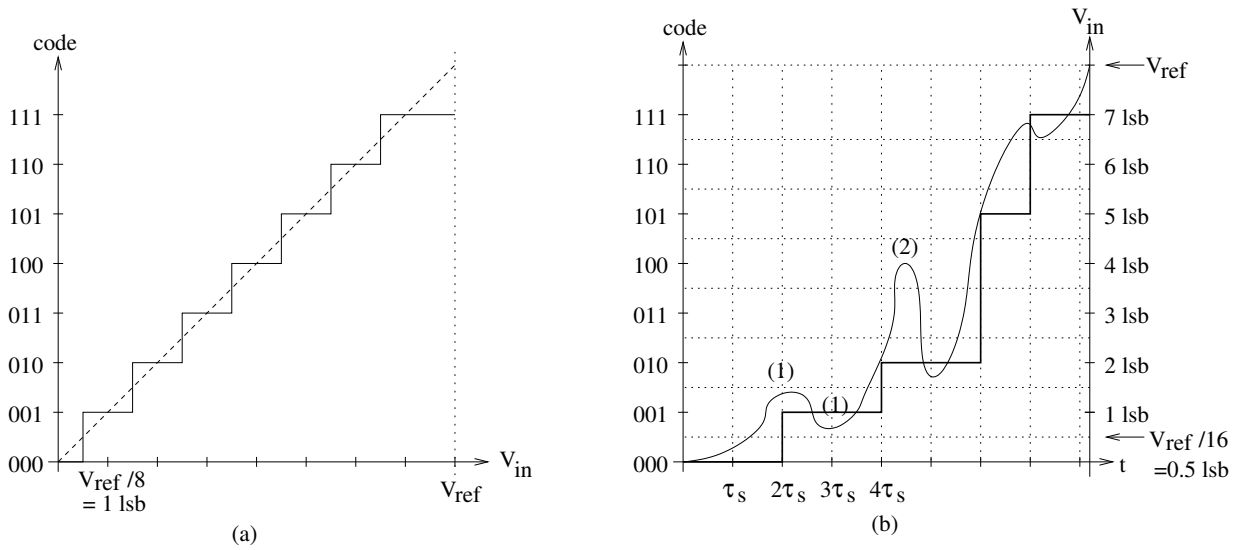 code
111
110
101
100
011
010
001
000
V_ref /8
= 1 lsb
V_ref
V_in
(a)
code
V_in
V_ref
111
7 lsb
110
6 lsb
101
5 lsb
(2)
100
4 lsb
011
3 lsb
010
2 lsb
(1)
(1)
001
1 lsb
V_ref /16
=0.5 lsb
000
t
τ_s
2τ_s
3τ_s
4τ_s
(b)